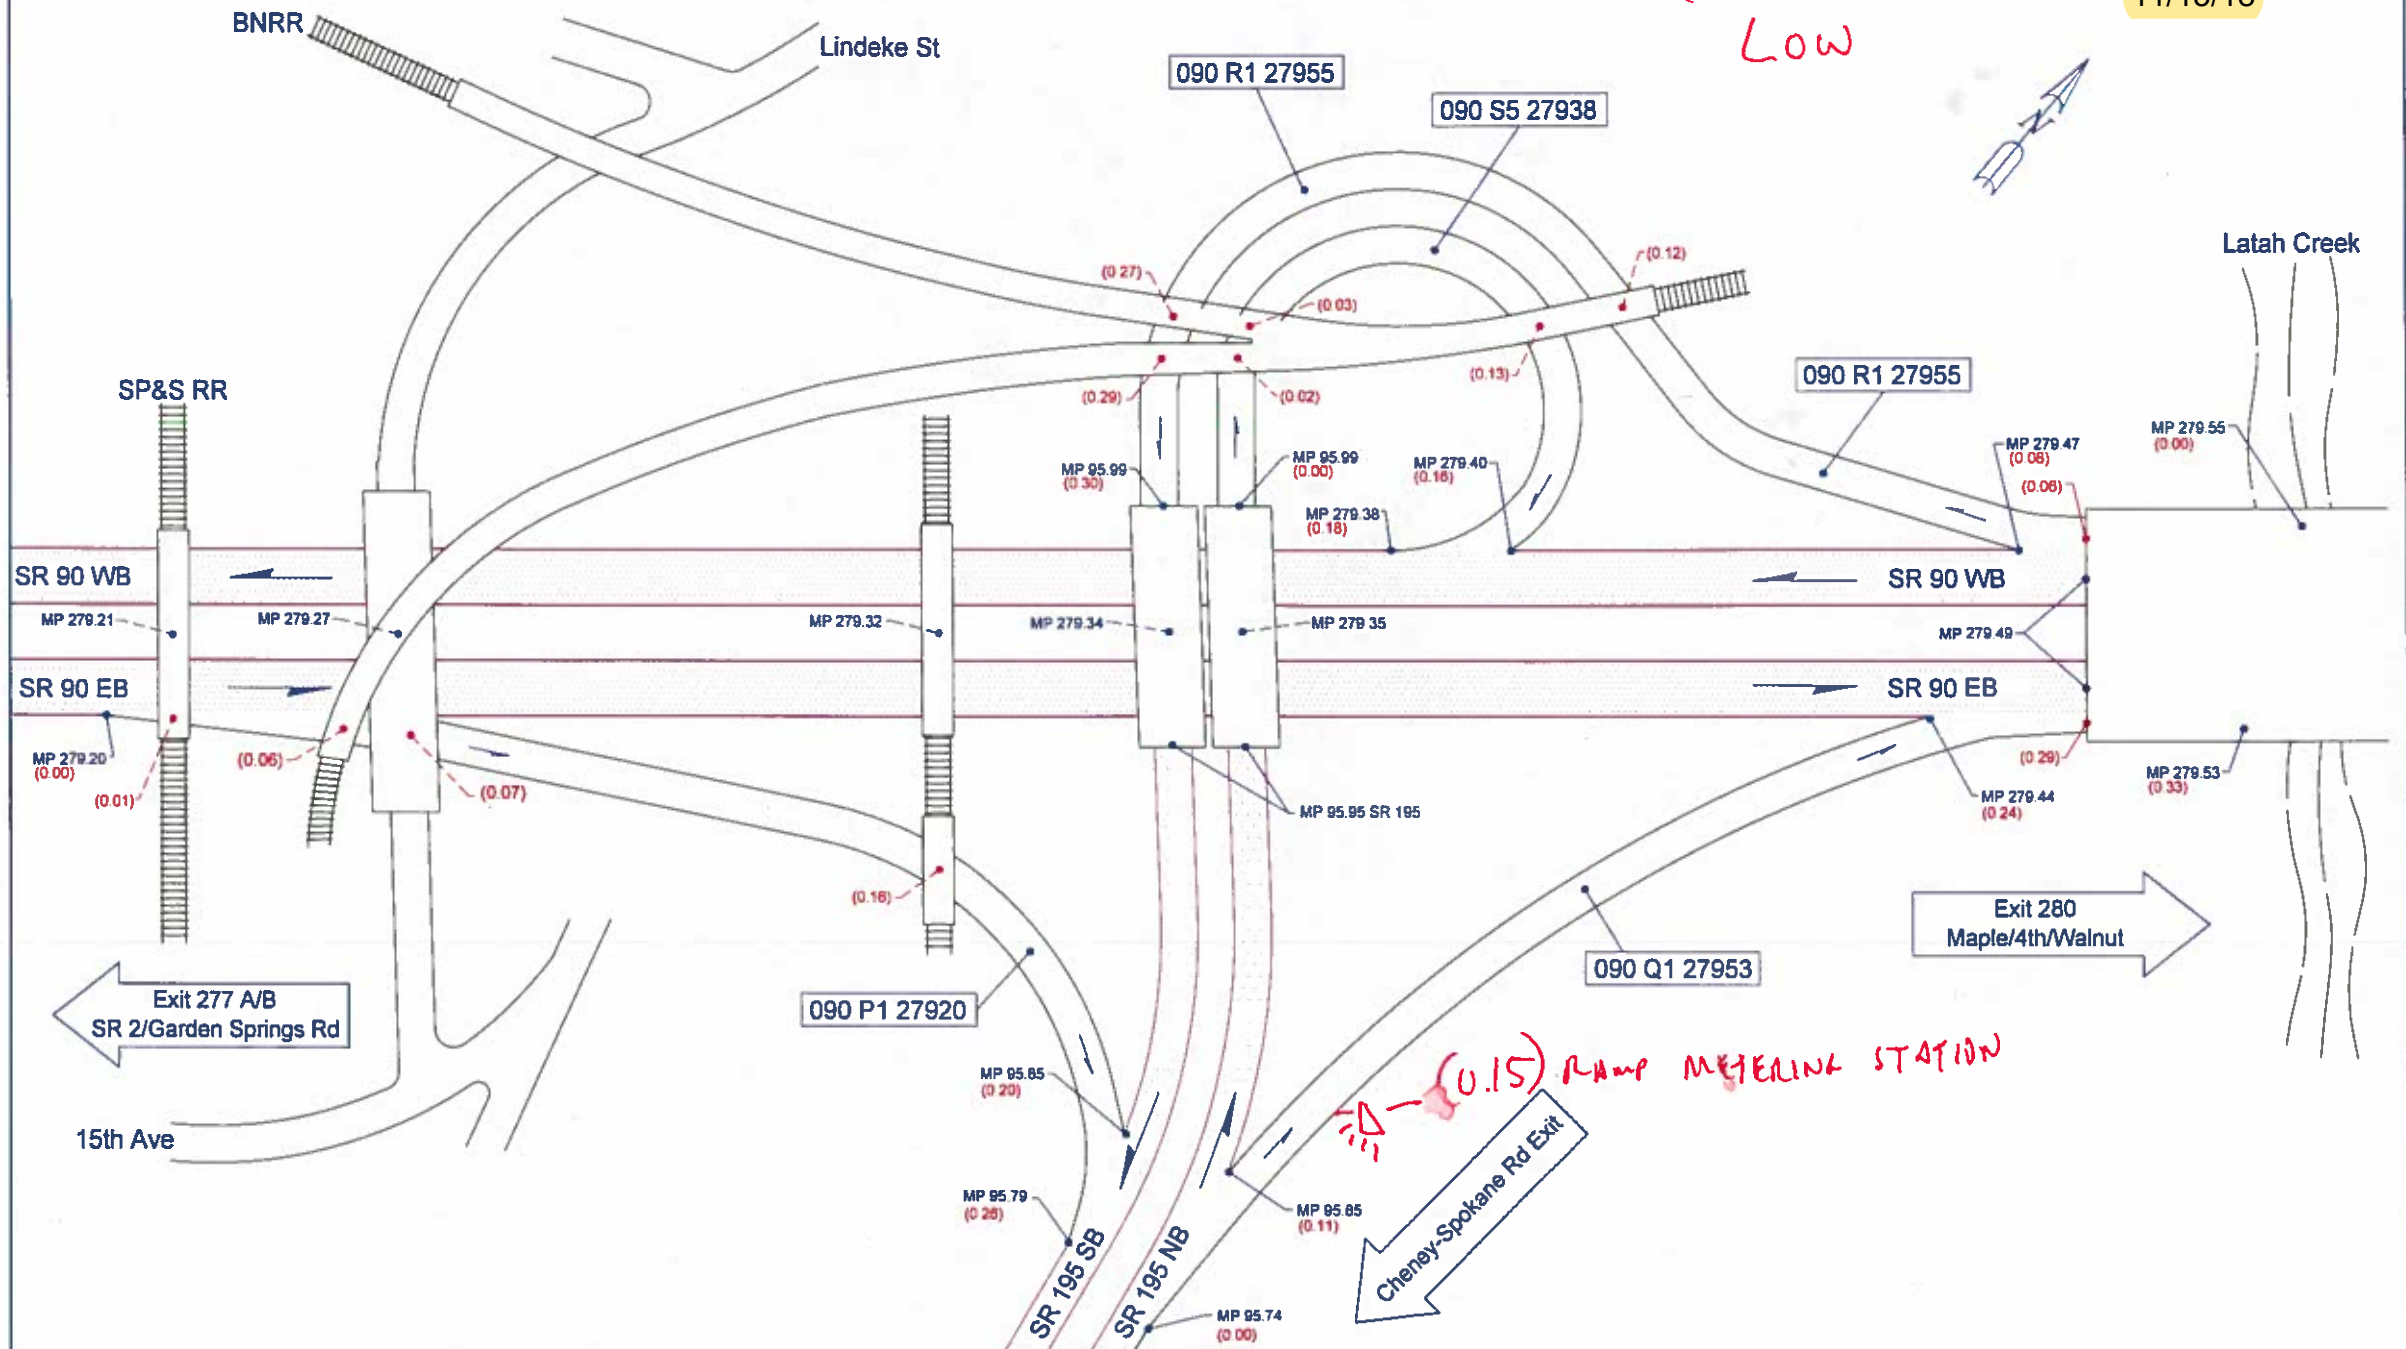 BNRR
Lindeke St
LOW
090 R1 27955
090 S5 27938
N
Latah Creek
(0.27)
(0.03)
(0.12)
SP&S RR
(0.29)
(0.02)
(0.13)
090 R1 27955
MP 95.99
(0.30)
MP 95.99
(0.00)
MP 279.40
(0.16)
MP 279.38
(0.18)
MP 279.47
(0.08)
(0.06)
MP 279.55
(0.00)
SR 90 WB
SR 90 WB
MP 279.21
MP 279.27
MP 279.32
MP 279.34
MP 279.35
MP 279.49
SR 90 EB
SR 90 EB
MP 279.20
(0.00)
(0.01)
(0.06)
(0.07)
(0.29)
MP 279.53
(0.33)
MP 279.44
(0.24)
MP 95.95 SR 195
(0.16)
Exit 280
Maple/4th/Walnut
090 Q1 27953
Exit 277 A/B
SR 2/Garden Springs Rd
090 P1 27920
(0.15) RAMP METERING STATION
MP 95.85
(0.20)
15th Ave
Cheney-Spokane Rd Exit
MP 95.79
(0.26)
MP 95.85
(0.11)
SR 195 SB
SR 195 NB
MP 95.74
(0.00)